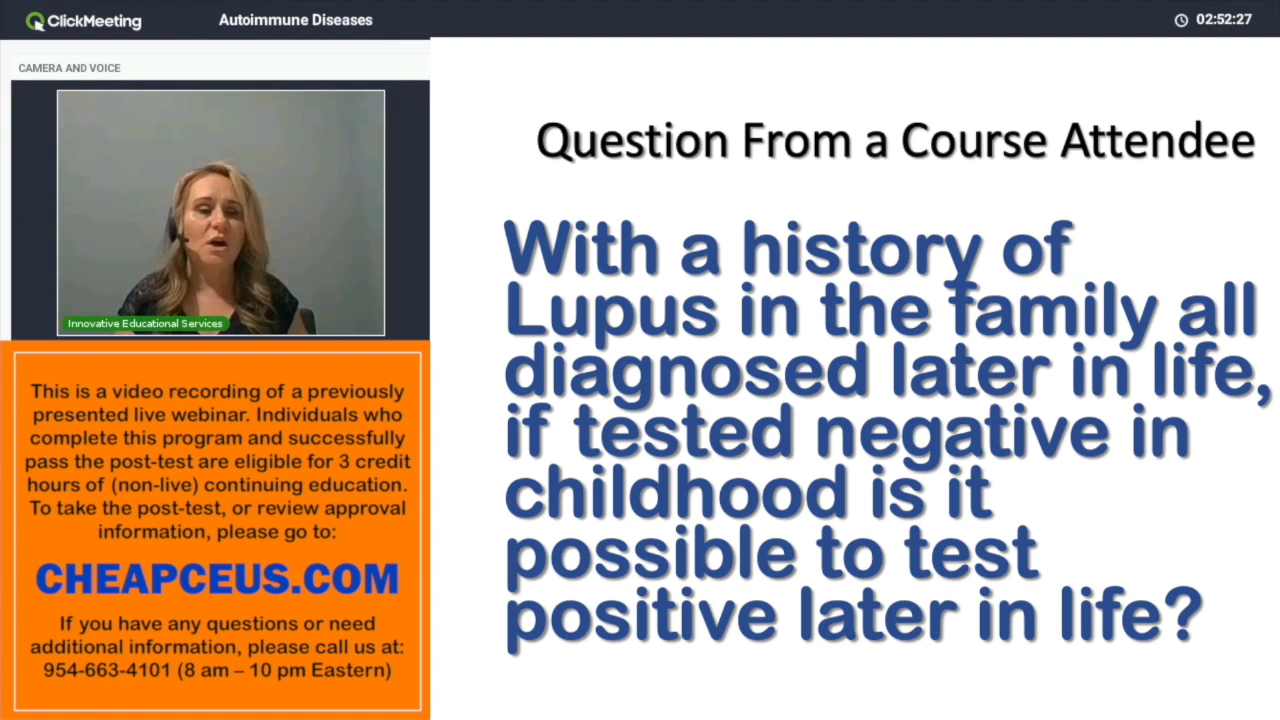 ClickMeeting
Autoimmune Diseases
02:52:27
CAMERA AND VOICE
Innovative Educational Services
This is a video recording of a previously
presented live webinar. Individuals who
complete this program and successfully
pass the post-test are eligible for 3 credit
hours of (non-live) continuing education.
To take the post-test, or review approval
information, please go to:
CHEAPCEUS.COM
If you have any questions or need
additional information, please call us at:
954-663-4101 (8 am – 10 pm Eastern)
Question From a Course Attendee
With a history of
Lupus in the family all
diagnosed later in life,
if tested negative in
childhood is it
possible to test
positive later in life?